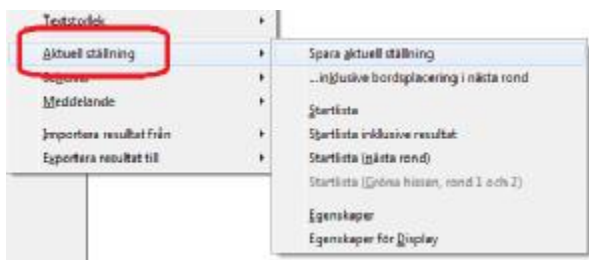 Textstorlek
Aktuell ställning
Meddelande
Importera resultat från
Exportera resultat till
Spara aktuell ställning
...inklusive bordsplacering i nästa rond
Startlista
Startlista inklusive resultat
Startlista (nästa rond)
Startlista (Gröna hissen, rond 1 och 2)
Egenskaper
Egenskaper för Display